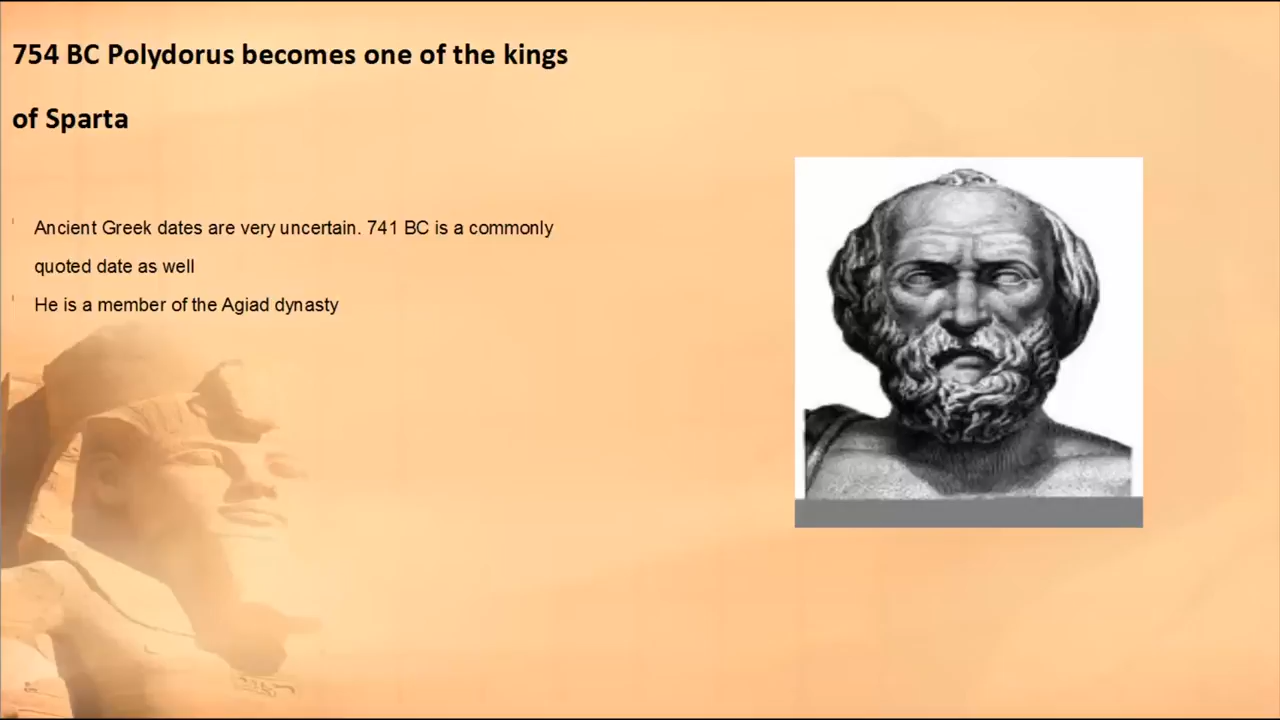 754 BC Polydorus becomes one of the kings
of Sparta
Ancient Greek dates are very uncertain. 741 BC is a commonly
quoted date as well
He is a member of the Agiad dynasty